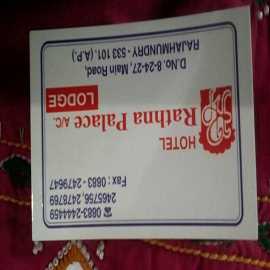 ☎ 0883-2444459
2465756, 2478769
Fax : 0883 - 2479647
HOTEL
Rathna Palace A/C.
LODGE
D.No. 8-24-27, Main Road,
RAJAHMUNDRY - 533 101. (A.P.)